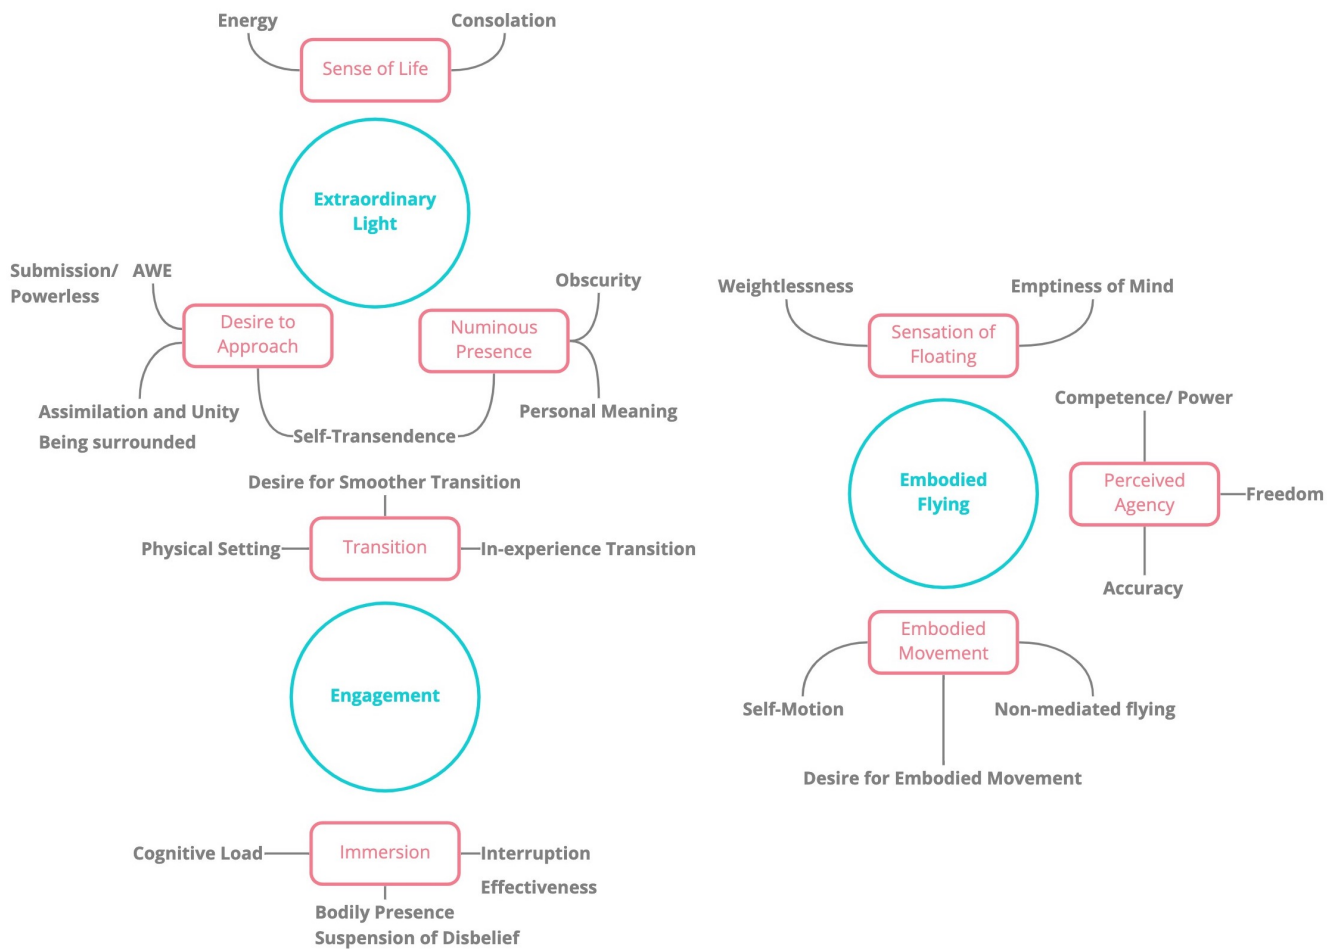 Energy
Consolation
Sense of Life
Extraordinary
Light
Submission/
Powerless
AWE
Desire to
Approach
Numinous
Presence
Obscurity
Assimilation and Unity
Being surrounded
Personal Meaning
Self-Transendence
Desire for Smoother Transition
Physical Setting
Transition
In-experience Transition
Engagement
Cognitive Load
Immersion
Interruption
Effectiveness
Bodily Presence
Suspension of Disbelief
Weightlessness
Emptiness of Mind
Sensation of
Floating
Competence/ Power
Embodied
Flying
Perceived
Agency
Freedom
Accuracy
Embodied
Movement
Self-Motion
Non-mediated flying
Desire for Embodied Movement